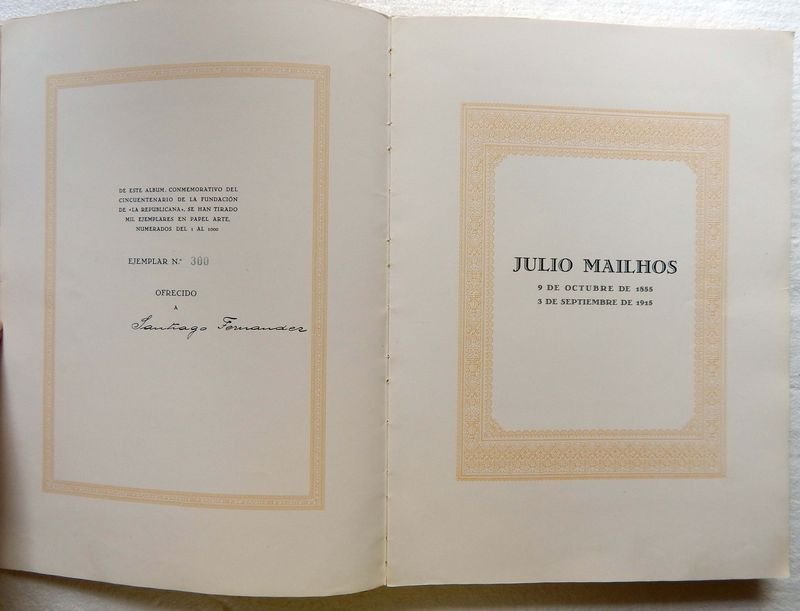 DE ESTE ALBUM, CONMEMORATIVO DEL
CINCUENTENARIO DE LA FUNDACIÓN
DE «LA REPUBLICANA», SE HAN TIRADO
MIL EJEMPLARES EN PAPEL ARTE,
NUMERADOS DEL 1 AL 1000
EJEMPLAR N.° 300
OFRECIDO
A
Santiago Fernandez
JULIO MAILHOS
9 DE OCTUBRE DE 1855
3 DE SEPTIEMBRE DE 1915